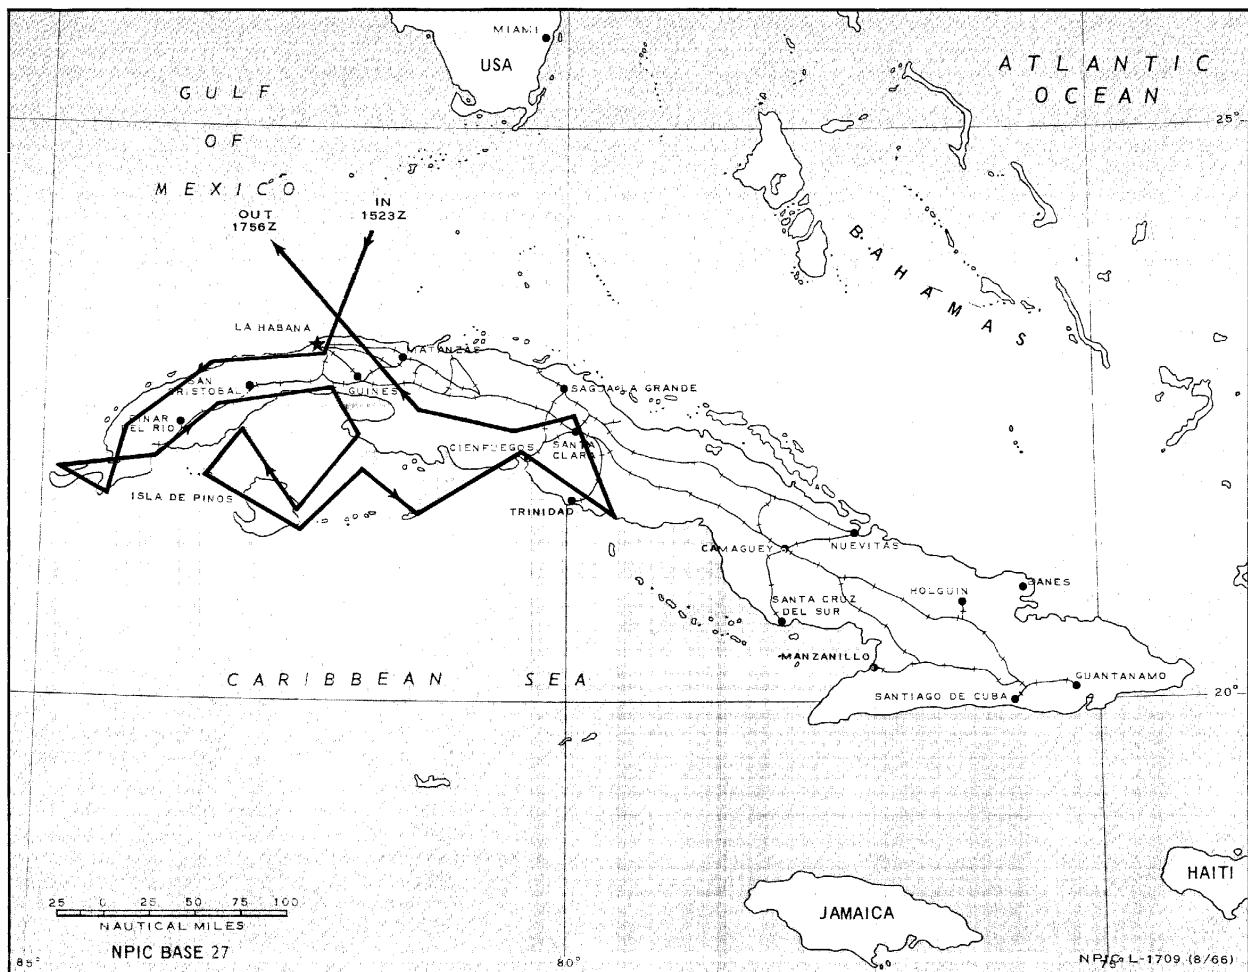 MIAMI
USA
ATLANTIC
OCEAN
GULF
OF
MEXICO
25°
OUT
1756Z
IN
1523Z
BAHAMAS
LA HABANA
MATANZAS
SAN
CRISTOBAL
GUINES
SAGUA LA GRANDE
PINAR
DEL RIO
CIENFUEGOS
SANTA
CLARA
ISLA DE PINOS
TRINIDAD
CAMAGUEY
NUEVITAS
BANES
HOLGUIN
SANTA CRUZ
DEL SUR
MANZANILLO
GUANTANAMO
CARIBBEAN SEA
SANTIAGO DE CUBA
20°
HAITI
JAMAICA
25 0 25 50 75 100
NAUTICAL MILES
NPIC BASE 27
85° 80° 75°
NPIC L-1709 (8/66)